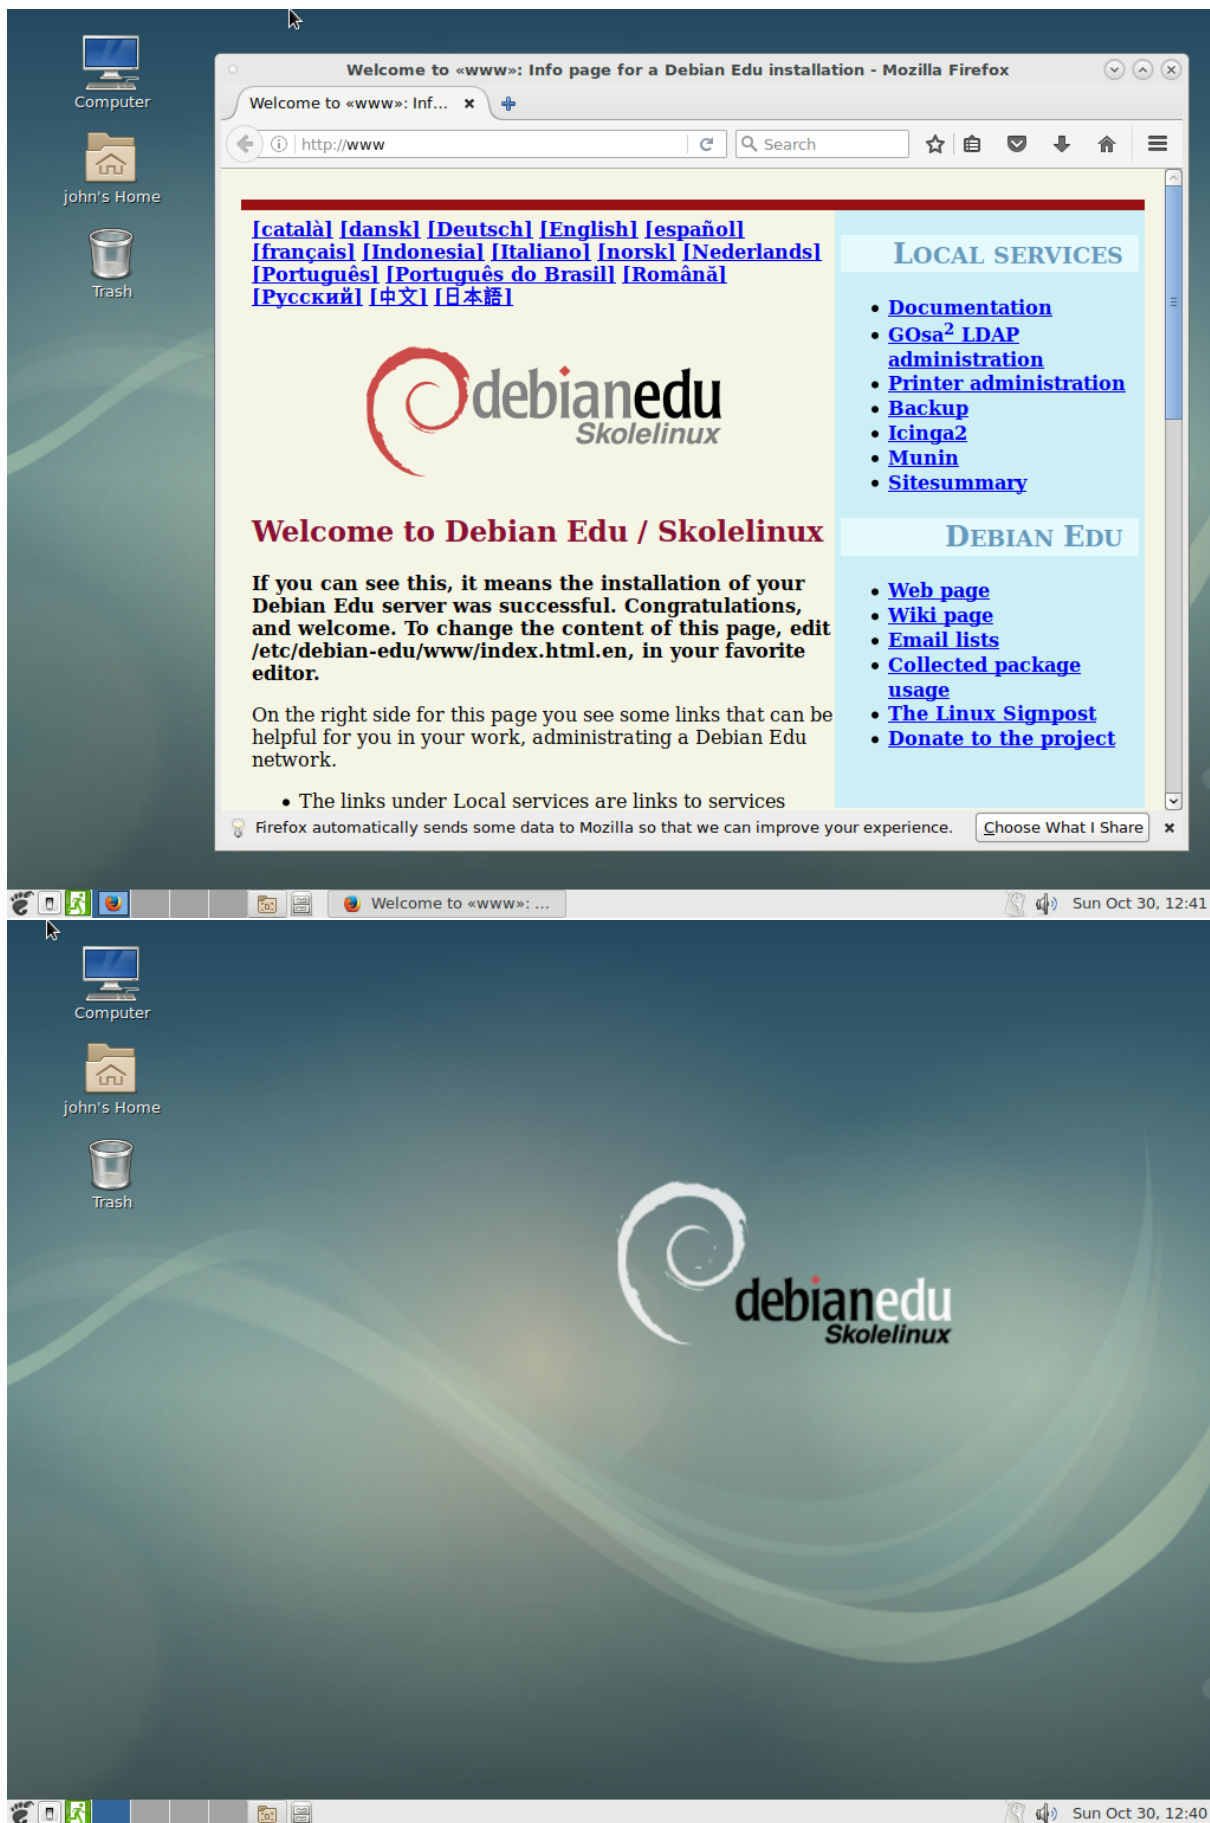 Computer
john's Home
Trash
Welcome to «www»: Info page for a Debian Edu installation - Mozilla Firefox
Welcome to «www»: Inf...
http://www
Search
[català] [dansk] [Deutsch] [English] [español]
[français] [Indonesia] [Italiano] [norsk] [Nederlands]
[Português] [Português do Brasil] [Română]
[Русский] [中文] [日本語]
debianedu
Skolelinux
Welcome to Debian Edu / Skolelinux
If you can see this, it means the installation of your
Debian Edu server was successful. Congratulations,
and welcome. To change the content of this page, edit
/etc/debian-edu/www/index.html.en, in your favorite
editor.
On the right side for this page you see some links that can be
helpful for you in your work, administrating a Debian Edu
network.
• The links under Local services are links to services
LOCAL SERVICES
• Documentation
• GOsa² LDAP
administration
• Printer administration
• Backup
• Icinga2
• Munin
• Sitesummary
DEBIAN EDU
• Web page
• Wiki page
• Email lists
• Collected package
usage
• The Linux Signpost
• Donate to the project
Firefox automatically sends some data to Mozilla so that we can improve your experience.
Choose What I Share
Welcome to «www»: ...
Sun Oct 30, 12:41
Computer
john's Home
Trash
debianedu
Skolelinux
Sun Oct 30, 12:40